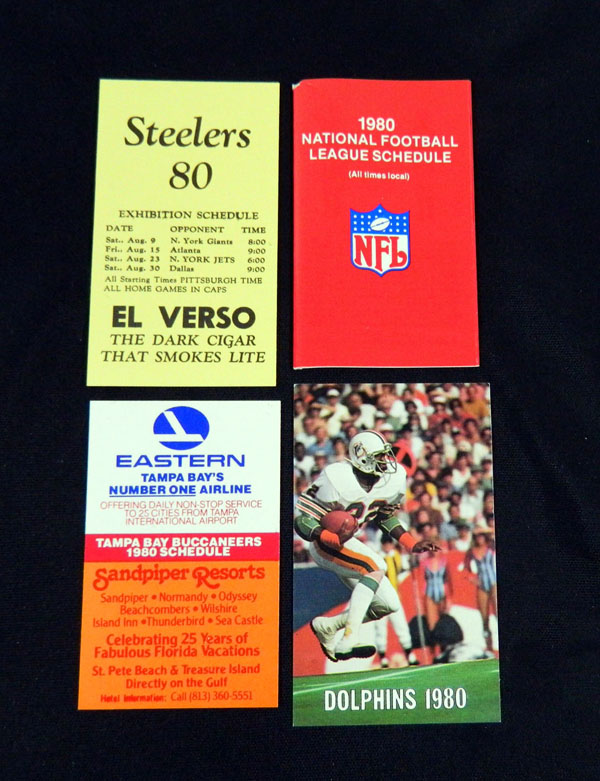 Steelers
80
EXHIBITION SCHEDULE
DATE OPPONENT TIME
Sat., Aug. 9 N. York Giants 8:00
Fri., Aug. 15 Atlanta 9:00
Sat., Aug. 23 N. YORK JETS 6:00
Sat., Aug. 30 Dallas 9:00
All Starting Times PITTSBURGH TIME
ALL HOME GAMES IN CAPS
EL VERSO
THE DARK CIGAR
THAT SMOKES LITE
1980
NATIONAL FOOTBALL
LEAGUE SCHEDULE
(All times local)
NFL
EASTERN
TAMPA BAY'S
NUMBER ONE AIRLINE
OFFERING DAILY NON-STOP SERVICE
TO 25 CITIES FROM TAMPA
INTERNATIONAL AIRPORT
TAMPA BAY BUCCANEERS
1980 SCHEDULE
Sandpiper Resorts
Sandpiper • Normandy • Odyssey
Beachcombers • Wilshire
Island Inn • Thunderbird • Sea Castle
Celebrating 25 Years of
Fabulous Florida Vacations
St. Pete Beach & Treasure Island
Directly on the Gulf
Hotel Information: Call (813) 360-5551
DOLPHINS 1980